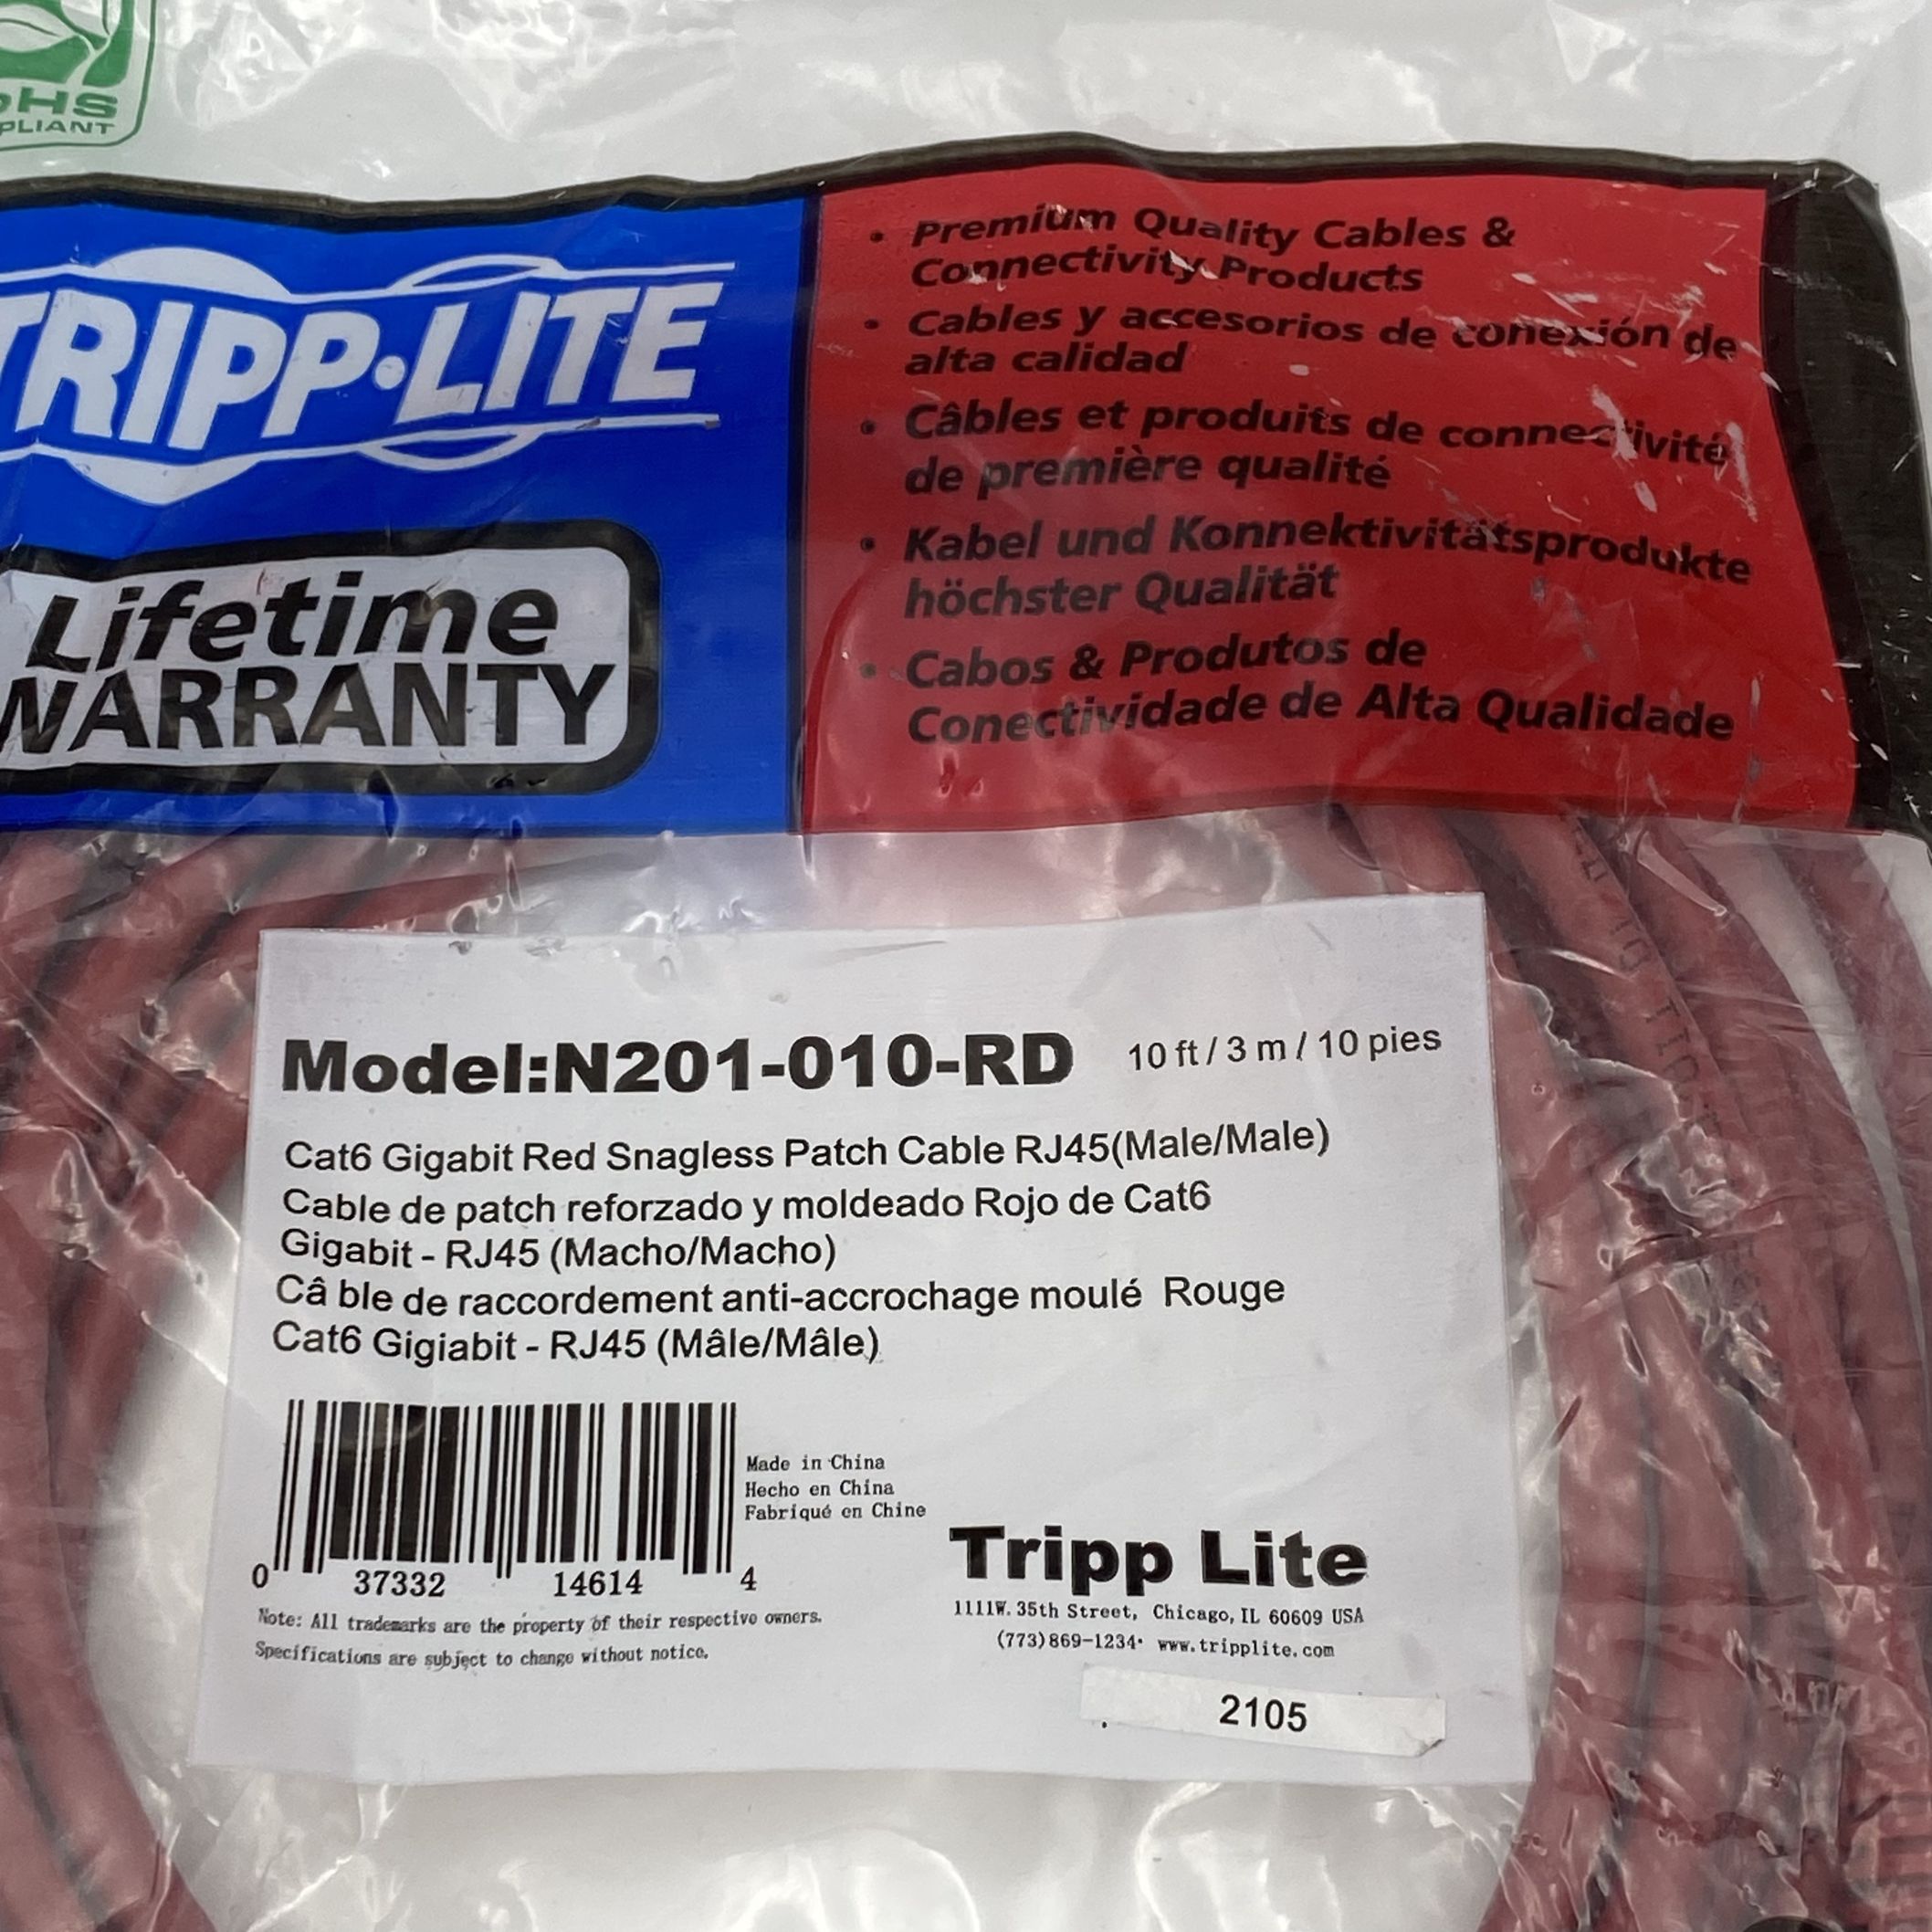 HS
PLIANT
TRIPP·LITE
Lifetime
WARRANTY
• Premium Quality Cables &
Connectivity Products
• Cables y accesorios de conexión de
alta calidad
• Câbles et produits de connectivité
de première qualité
• Kabel und Konnektivitätsprodukte
höchster Qualität
• Cabos & Produtos de
Conectividade de Alta Qualidade
Model:N201-010-RD 10 ft / 3 m / 10 pies
Cat6 Gigabit Red Snagless Patch Cable RJ45(Male/Male)
Cable de patch reforzado y moldeado Rojo de Cat6
Gigabit - RJ45 (Macho/Macho)
Câ ble de raccordement anti-accrochage moulé Rouge
Cat6 Gigiabit - RJ45 (Mâle/Mâle)
Made in China
Hecho en China
Fabriqué en Chine
0 37332 14614 4
Note: All trademarks are the property of their respective owners.
Specifications are subject to change without notice.
Tripp Lite
1111W. 35th Street, Chicago, IL 60609 USA
(773)869-1234· www.tripplite.com
2105